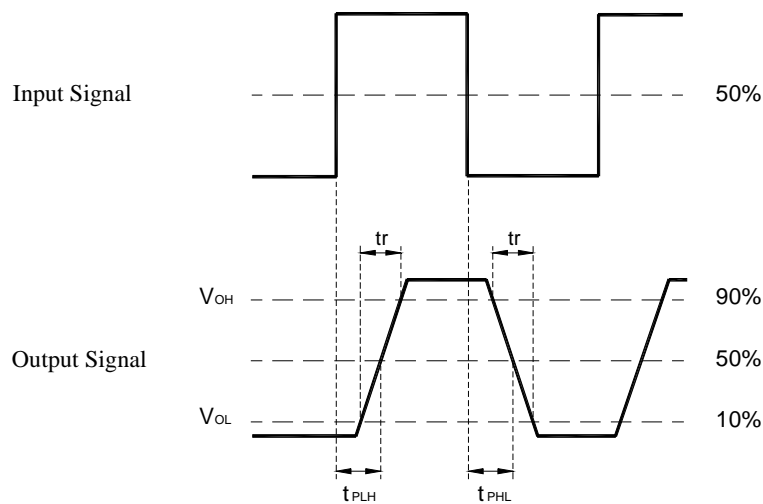 Input Signal
50%
tr
tr
VOH
90%
Output Signal
50%
VOL
10%
tPLH
tPHL